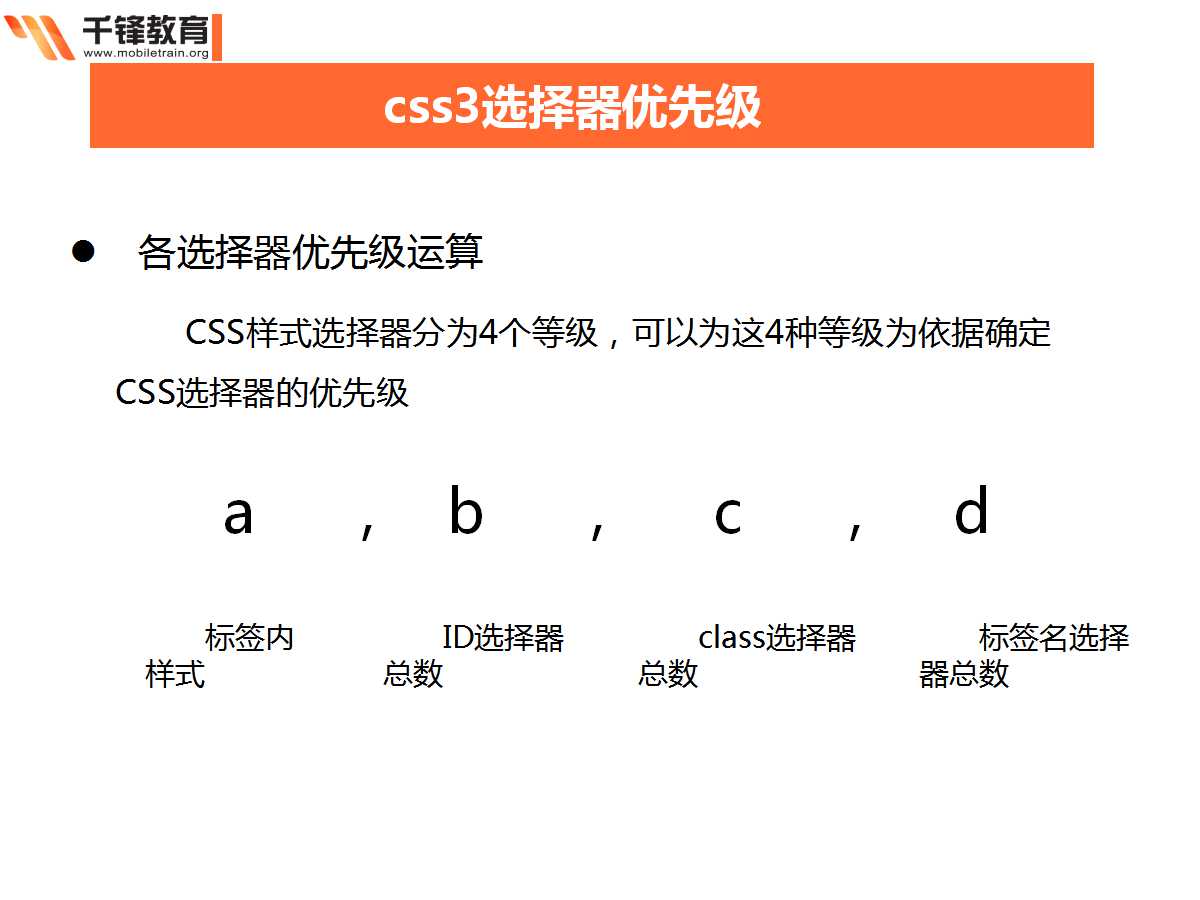 千锋教育
www.mobiletrain.org
css3选择器优先级
● 各选择器优先级运算
CSS样式选择器分为4个等级，可以为这4种等级为依据确定
CSS选择器的优先级
a , b , c , d
标签内
样式
ID选择器
总数
class选择器
总数
标签名选择
器总数